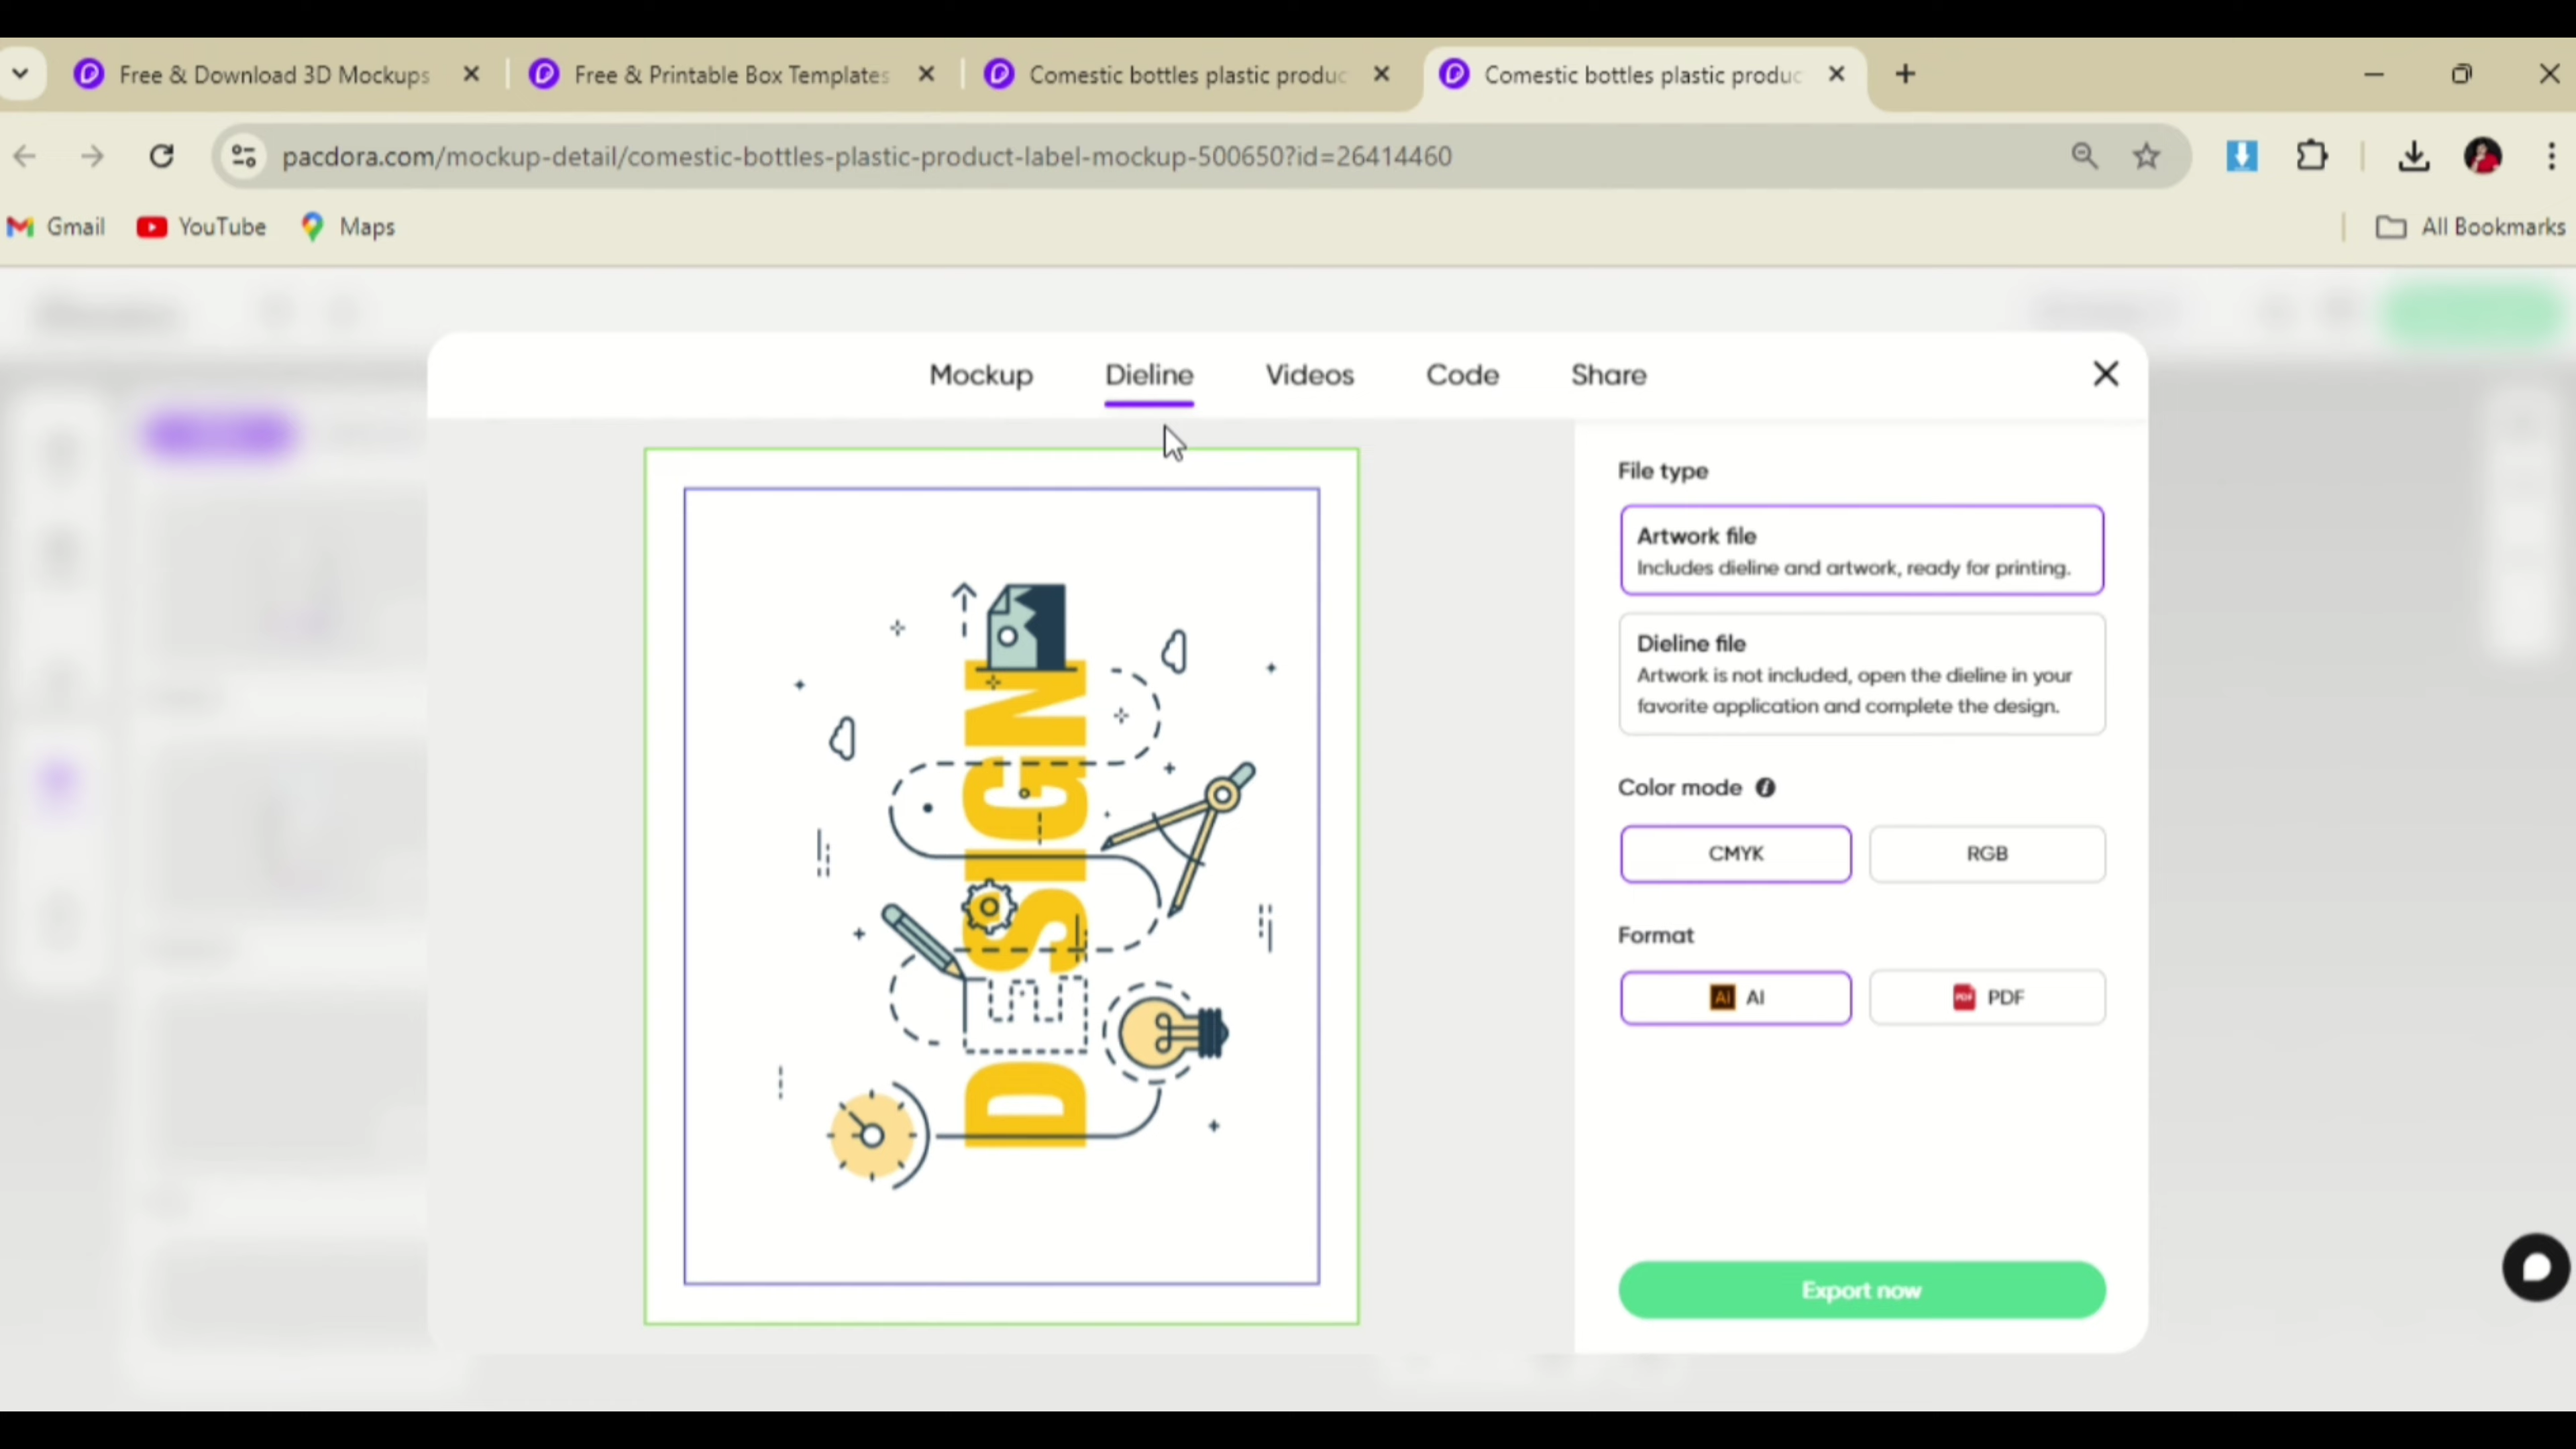 Free & Download 3D Mockups
Free & Printable Box Templates
Comestic bottles plastic produc
Comestic bottles plastic produc
pacdora.com/mockup-detail/comestic-bottles-plastic-product-label-mockup-500650?id=26414460
Gmail
YouTube
Maps
All Bookmarks
Mockup
Dieline
Videos
Code
Share
DESIGN
File type
Artwork file
Includes dieline and artwork, ready for printing.
Dieline file
Artwork is not included, open the dieline in your
favorite application and complete the design.
Color mode
CMYK
RGB
Format
AI AI
PDF PDF
Export now